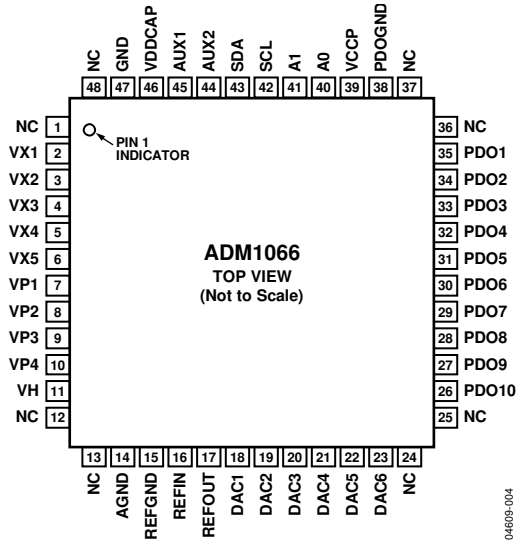 NC GND VDDCAP AUX1 AUX2 SDA SCL A1 A0 VCCP PDOGND NC
48 47 46 45 44 43 42 41 40 39 38 37
NC 1
VX1 2
VX2 3
VX3 4
VX4 5
VX5 6
VP1 7
VP2 8
VP3 9
VP4 10
VH 11
NC 12
PIN 1
INDICATOR
ADM1066
TOP VIEW
(Not to Scale)
36 NC
35 PDO1
34 PDO2
33 PDO3
32 PDO4
31 PDO5
30 PDO6
29 PDO7
28 PDO8
27 PDO9
26 PDO10
25 NC
13 14 15 16 17 18 19 20 21 22 23 24
NC AGND REFGND REFIN REFOUT DAC1 DAC2 DAC3 DAC4 DAC5 DAC6 NC
04609-004